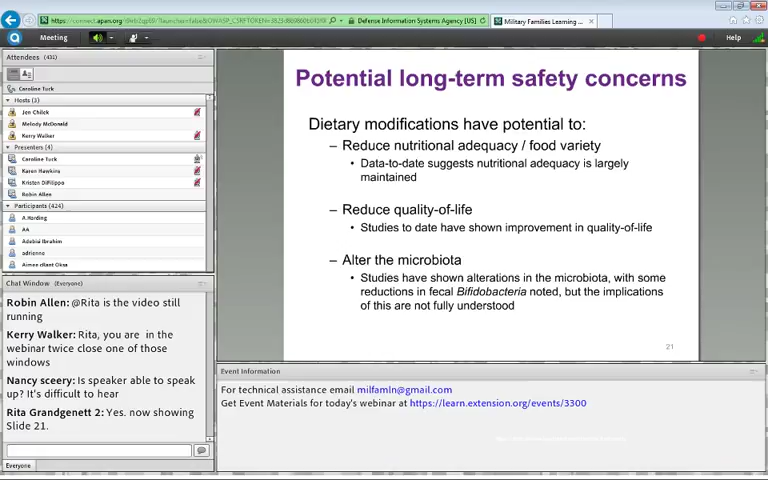 Defense Information Systems Agency [US]
Military Families Learning ...
Meeting
Help
Attendees (431)
Caroline Tuck
Hosts (3)
Jen Chilek
Melody McDonald
Kerry Walker
Presenters (4)
Caroline Tuck
Karen Hawkins
Kristen DiFilippo
Robin Allen
Participants (424)
A.Harding
AA
Adabisi Ibrahim
adrienne
Chat Window (Everyone)
Robin Allen: @Rita is the video still
running
Kerry Walker: Rita, you are in the
webinar twice close one of those
windows
Nancy sceery: Is speaker able to speak
up? It's difficult to hear
Rita Grandgenett 2: Yes. now showing
Slide 21.
Everyone
Potential long-term safety concerns
Dietary modifications have potential to:
– Reduce nutritional adequacy / food variety
• Data-to-date suggests nutritional adequacy is largely
maintained
– Reduce quality-of-life
• Studies to date have shown improvement in quality-of-life
– Alter the microbiota
• Studies have shown alterations in the microbiota, with some
reductions in fecal Bifidobacteria noted, but the implications
of this are not fully understood
21
Event Information
For technical assistance email milfamln@gmail.com
Get Event Materials for today's webinar at https://learn.extension.org/events/3300